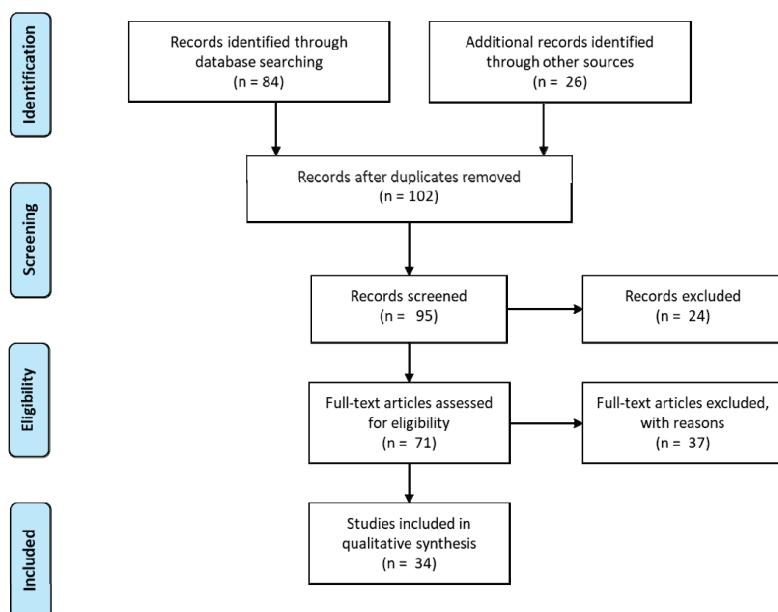 Identification
Records identified through
database searching
(n = 84)
Additional records identified
through other sources
(n = 26)
Records after duplicates removed
(n = 102)
Screening
Records screened
(n = 95)
Records excluded
(n = 24)
Eligibility
Full-text articles assessed
for eligibility
(n = 71)
Full-text articles excluded,
with reasons
(n = 37)
Included
Studies included in
qualitative synthesis
(n = 34)